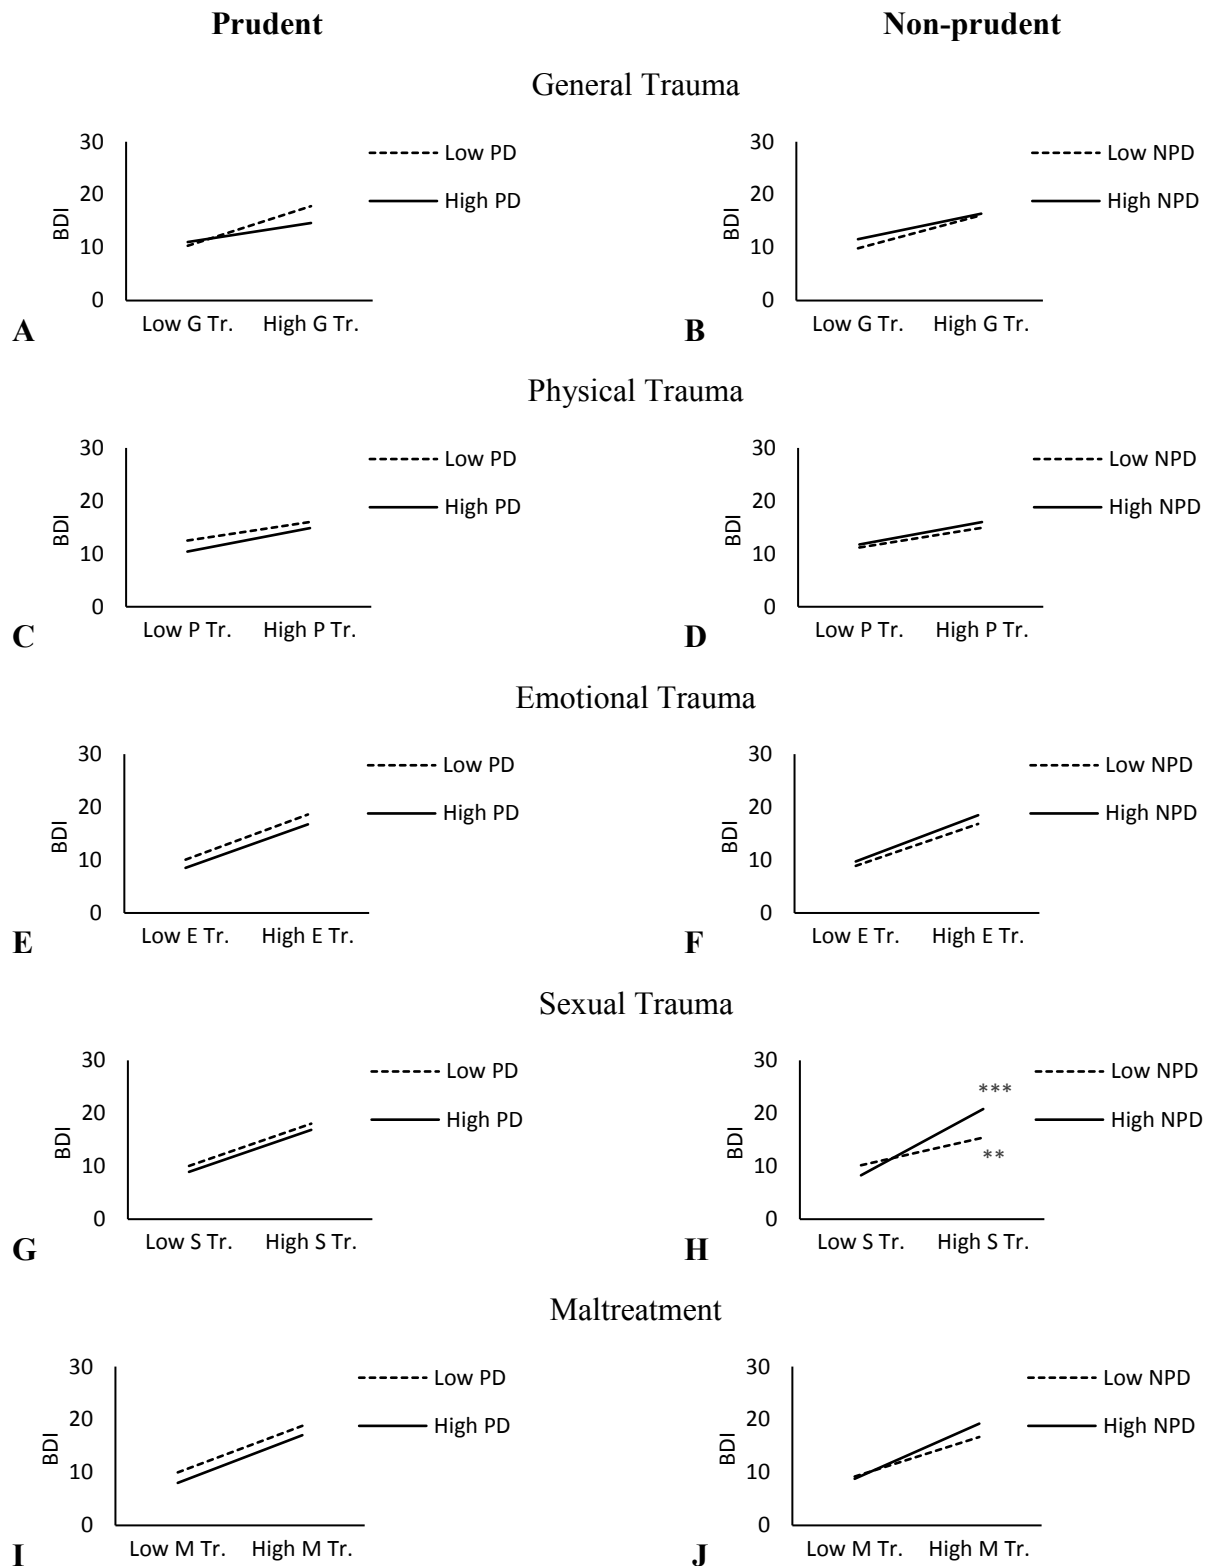 Prudent Non-prudent
General Trauma
30 Low PD 30 Low NPD
20 High PD 20 High NPD
BDI BDI
10 10
0 0
Low G Tr. High G Tr. Low G Tr. High G Tr.
A B
Physical Trauma
30 Low PD 30 Low NPD
20 High PD 20 High NPD
BDI BDI
10 10
0 0
Low P Tr. High P Tr. Low P Tr. High P Tr.
C D
Emotional Trauma
30 Low PD 30 Low NPD
20 High PD 20 High NPD
BDI BDI
10 10
0 0
Low E Tr. High E Tr. Low E Tr. High E Tr.
E F
Sexual Trauma
30 Low PD 30 Low NPD
***
20 High PD 20 High NPD
BDI BDI
**
10 10
0 0
Low S Tr. High S Tr. Low S Tr. High S Tr.
G H
Maltreatment
30 Low PD 30 Low NPD
20 High PD 20 High NPD
BDI BDI
10 10
0 0
Low M Tr. High M Tr. Low M Tr. High M Tr.
I J